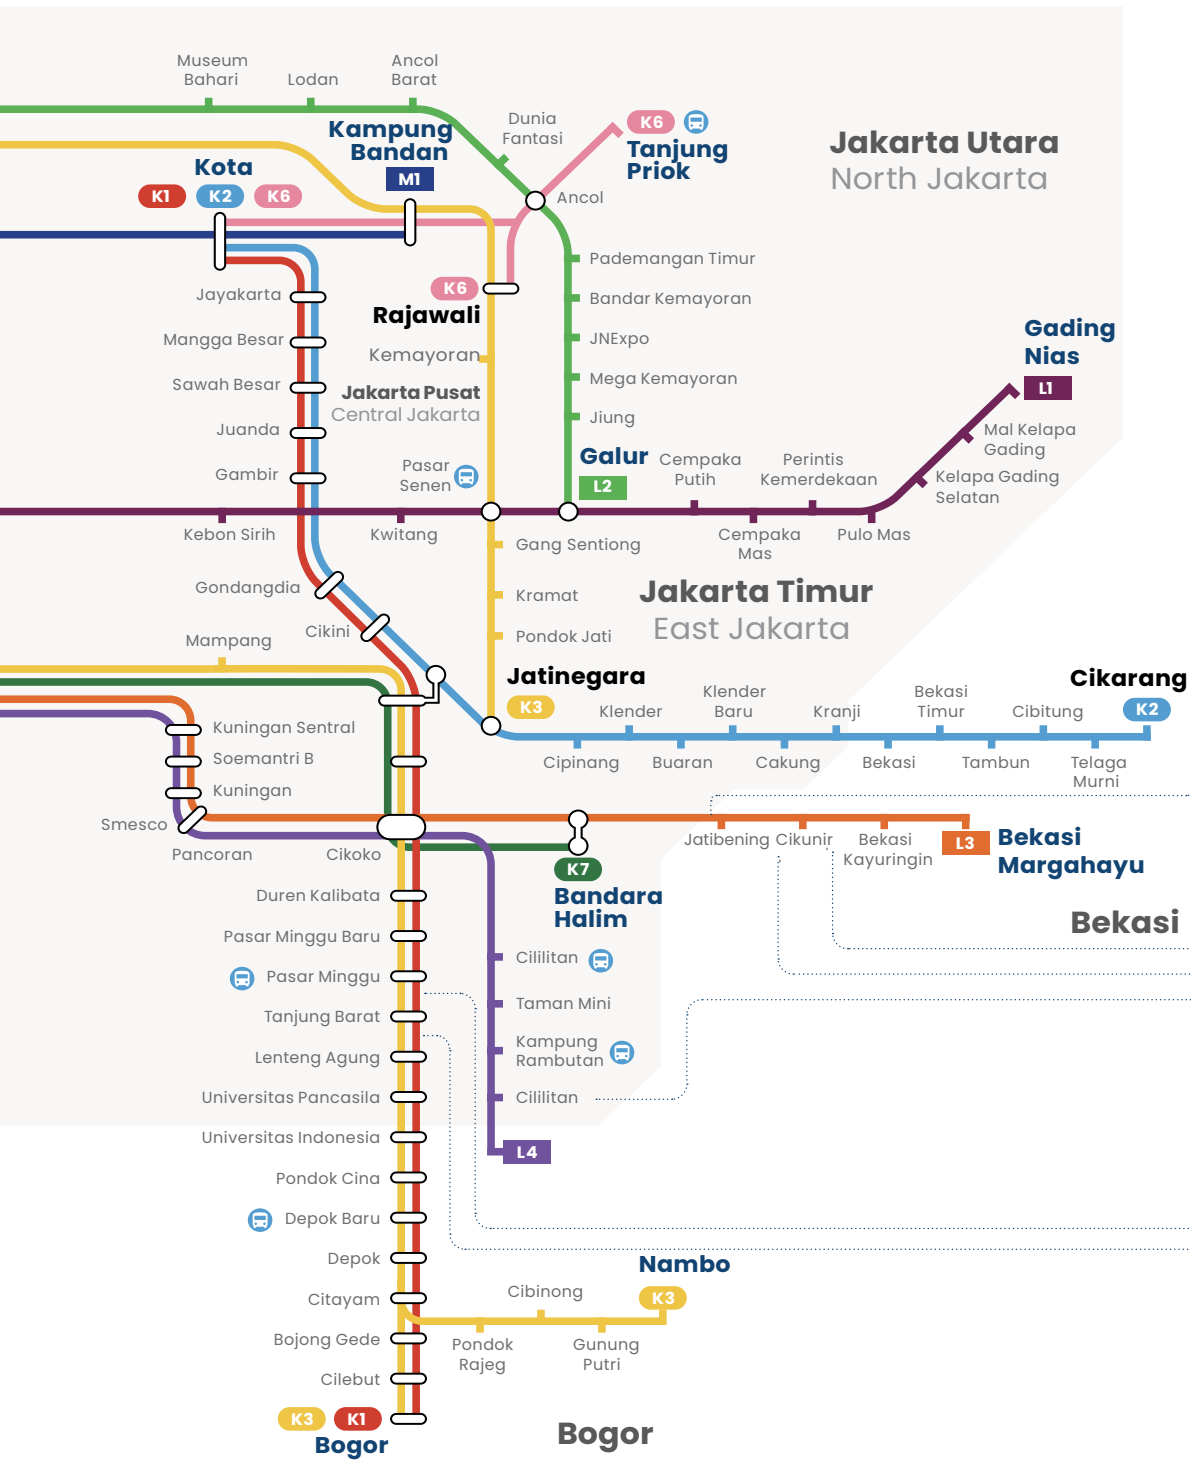 Museum
Bahari
Lodan
Ancol
Barat
Dunia
Fantasi
K6
Tanjung
Priok
Jakarta Utara
North Jakarta
Kampung
Bandan
M1
Kota
K1
K2
K6
Ancol
Pademangan Timur
Bandar Kemayoran
JNExpo
Mega Kemayoran
Jiung
K6
Rajawali
Kemayoran
Jakarta Pusat
Central Jakarta
Jayakarta
Mangga Besar
Sawah Besar
Juanda
Gambir
Pasar
Senen
Galur
L2
Cempaka
Putih
Perintis
Kemerdekaan
Gading
Nias
L1
Mal Kelapa
Gading
Kelapa Gading
Selatan
Kebon Sirih
Kwitang
Cempaka
Mas
Pulo Mas
Gang Sentiong
Kramat
Pondok Jati
Jakarta Timur
East Jakarta
Gondangdia
Cikini
Mampang
Jatinegara
K3
Klender
Klender
Baru
Kranji
Bekasi
Timur
Cibitung
Cikarang
K2
Cipinang
Buaran
Cakung
Bekasi
Tambun
Telaga
Murni
Kuningan Sentral
Soemantri B
Kuningan
Smesco
Pancoran
Cikoko
Jatibening
Cikunir
Bekasi
Kayuringin
L3
Bekasi
Margahayu
K7
Bandara
Halim
Bekasi
Duren Kalibata
Pasar Minggu Baru
Pasar Minggu
Tanjung Barat
Lenteng Agung
Universitas Pancasila
Universitas Indonesia
Pondok Cina
Depok Baru
Depok
Citayam
Bojong Gede
Cilebut
Cililitan
Taman Mini
Kampung
Rambutan
Cililitan
L4
Nambo
K3
Cibinong
Pondok
Rajeg
Gunung
Putri
K3
K1
Bogor
Bogor